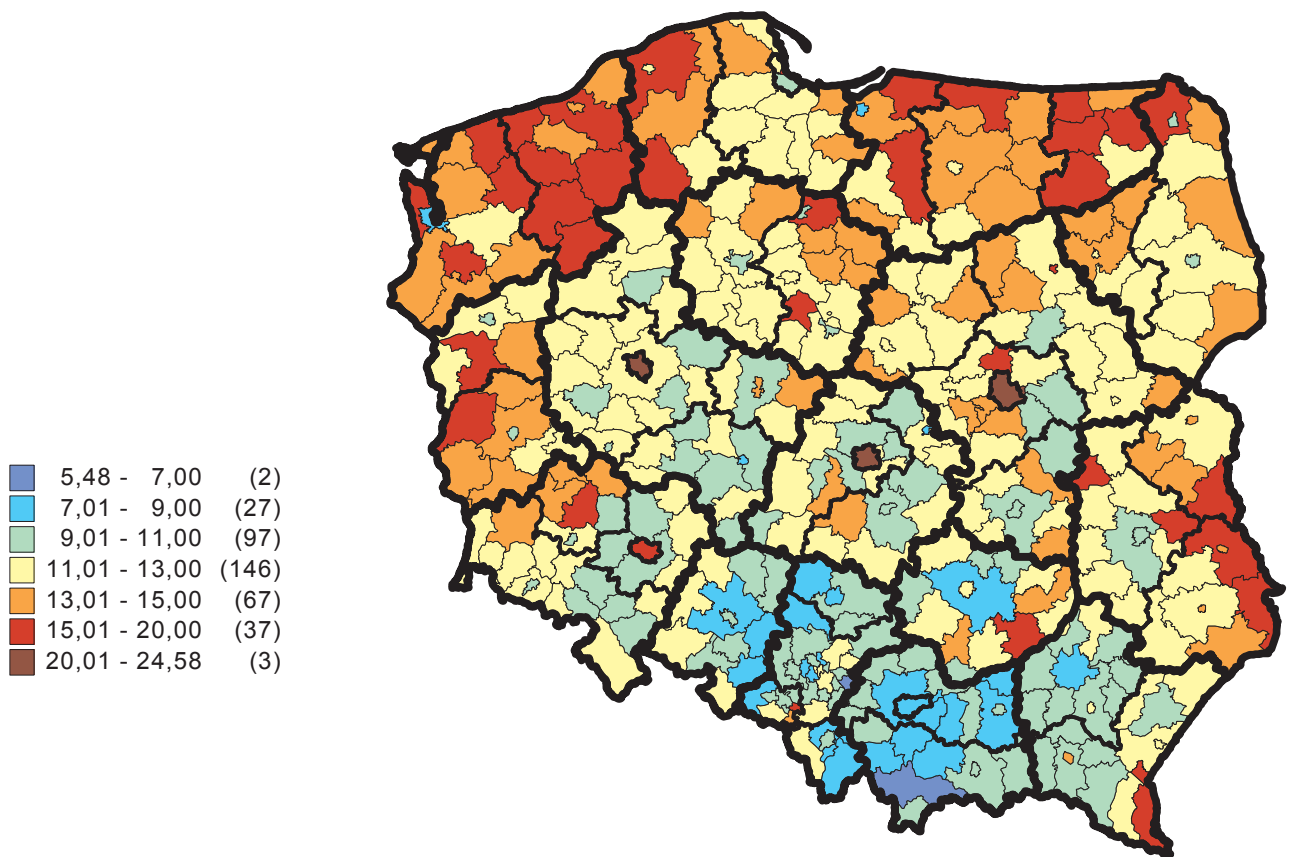 5,48 - 7,00 (2)
7,01 - 9,00 (27)
9,01 - 11,00 (97)
11,01 - 13,00 (146)
13,01 - 15,00 (67)
15,01 - 20,00 (37)
20,01 - 24,58 (3)